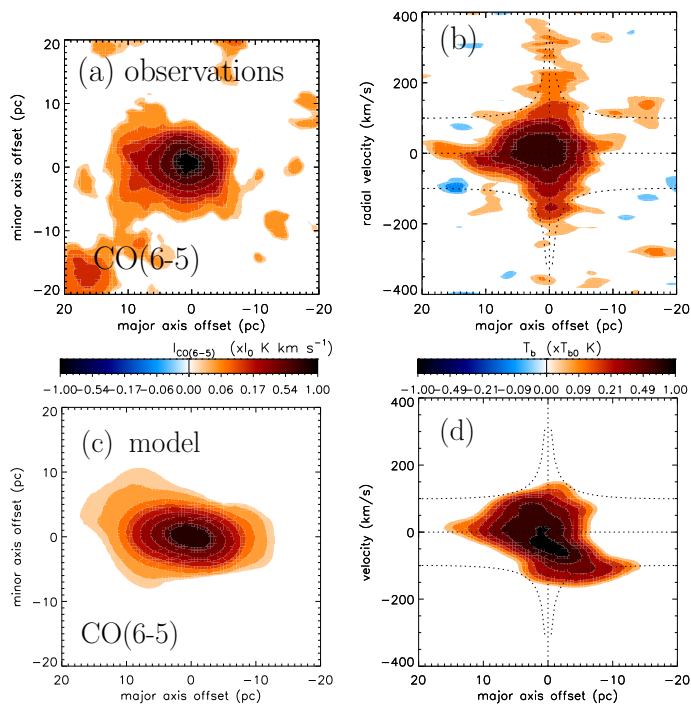 (a) observations
20
10
0
−10
−20
minor axis offset (pc)
CO(6-5)
20 10 0 −10 −20
major axis offset (pc)
(b)
400
200
0
−200
−400
radial velocity (km/s)
20 10 0 −10 −20
major axis offset (pc)
I_CO(6−5) (xI_0 K km s⁻¹)
−1.00−0.54−0.17−0.06 0.00 0.06 0.17 0.54 1.00
T_b (xT_b0 K)
−1.00−0.49−0.21−0.09 0.00 0.09 0.21 0.49 1.00
(c) model
20
10
0
−10
−20
minor axis offset (pc)
CO(6-5)
20 10 0 −10 −20
major axis offset (pc)
(d)
400
200
0
−200
−400
velocity (km/s)
20 10 0 −10 −20
major axis offset (pc)